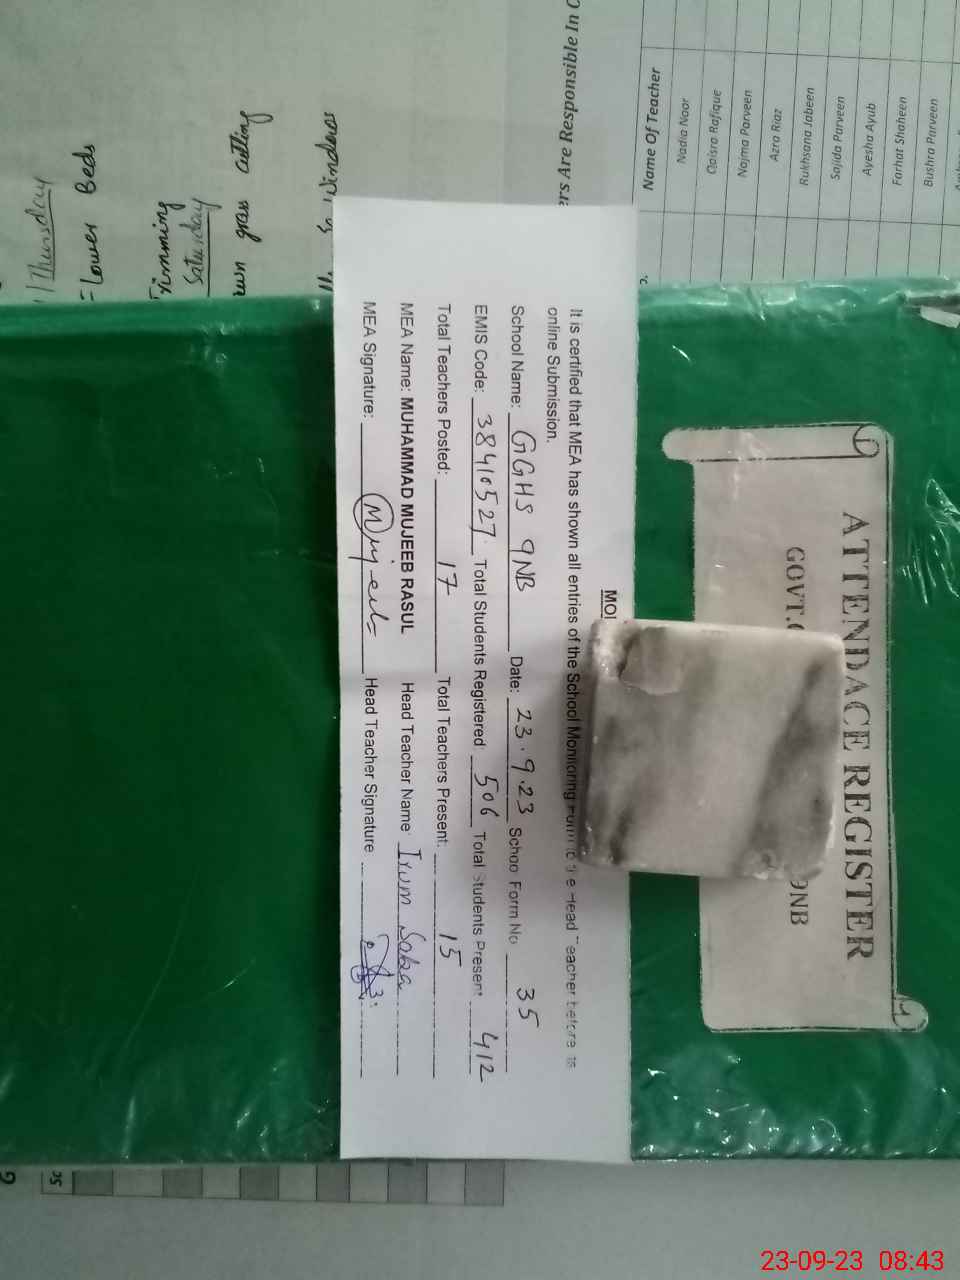 MO
It is certified that MEA has shown all entries of the School Monitoring Form to the Head Teacher before its
online Submission.
School Name: GGHS 9NB Date: 23.9.23 School Form No 35
EMIS Code: 38410527 Total Students Registered: 506 Total Students Present 412
Total Teachers Posted: 17 Total Teachers Present: 15
MEA Name: MUHAMMAD MUJEEB RASUL Head Teacher Name: Irum Saba
MEA Signature: Mujeeb Head Teacher Signature
ATTENDACE REGISTER
GOVT.G
9NB
rs Are Responsible In C
Name Of Teacher
Nadia Noor
Qaisra Rafique
Najma Parveen
Azra Riaz
Rukhsana Jabeen
Sajida Parveen
Ayesha Ayub
Farhat Shaheen
Bushra Parveen
Thursday
= Lower Beds
Trimming
Saturday
grass cutting
Windows
35
23-09-23 08:43